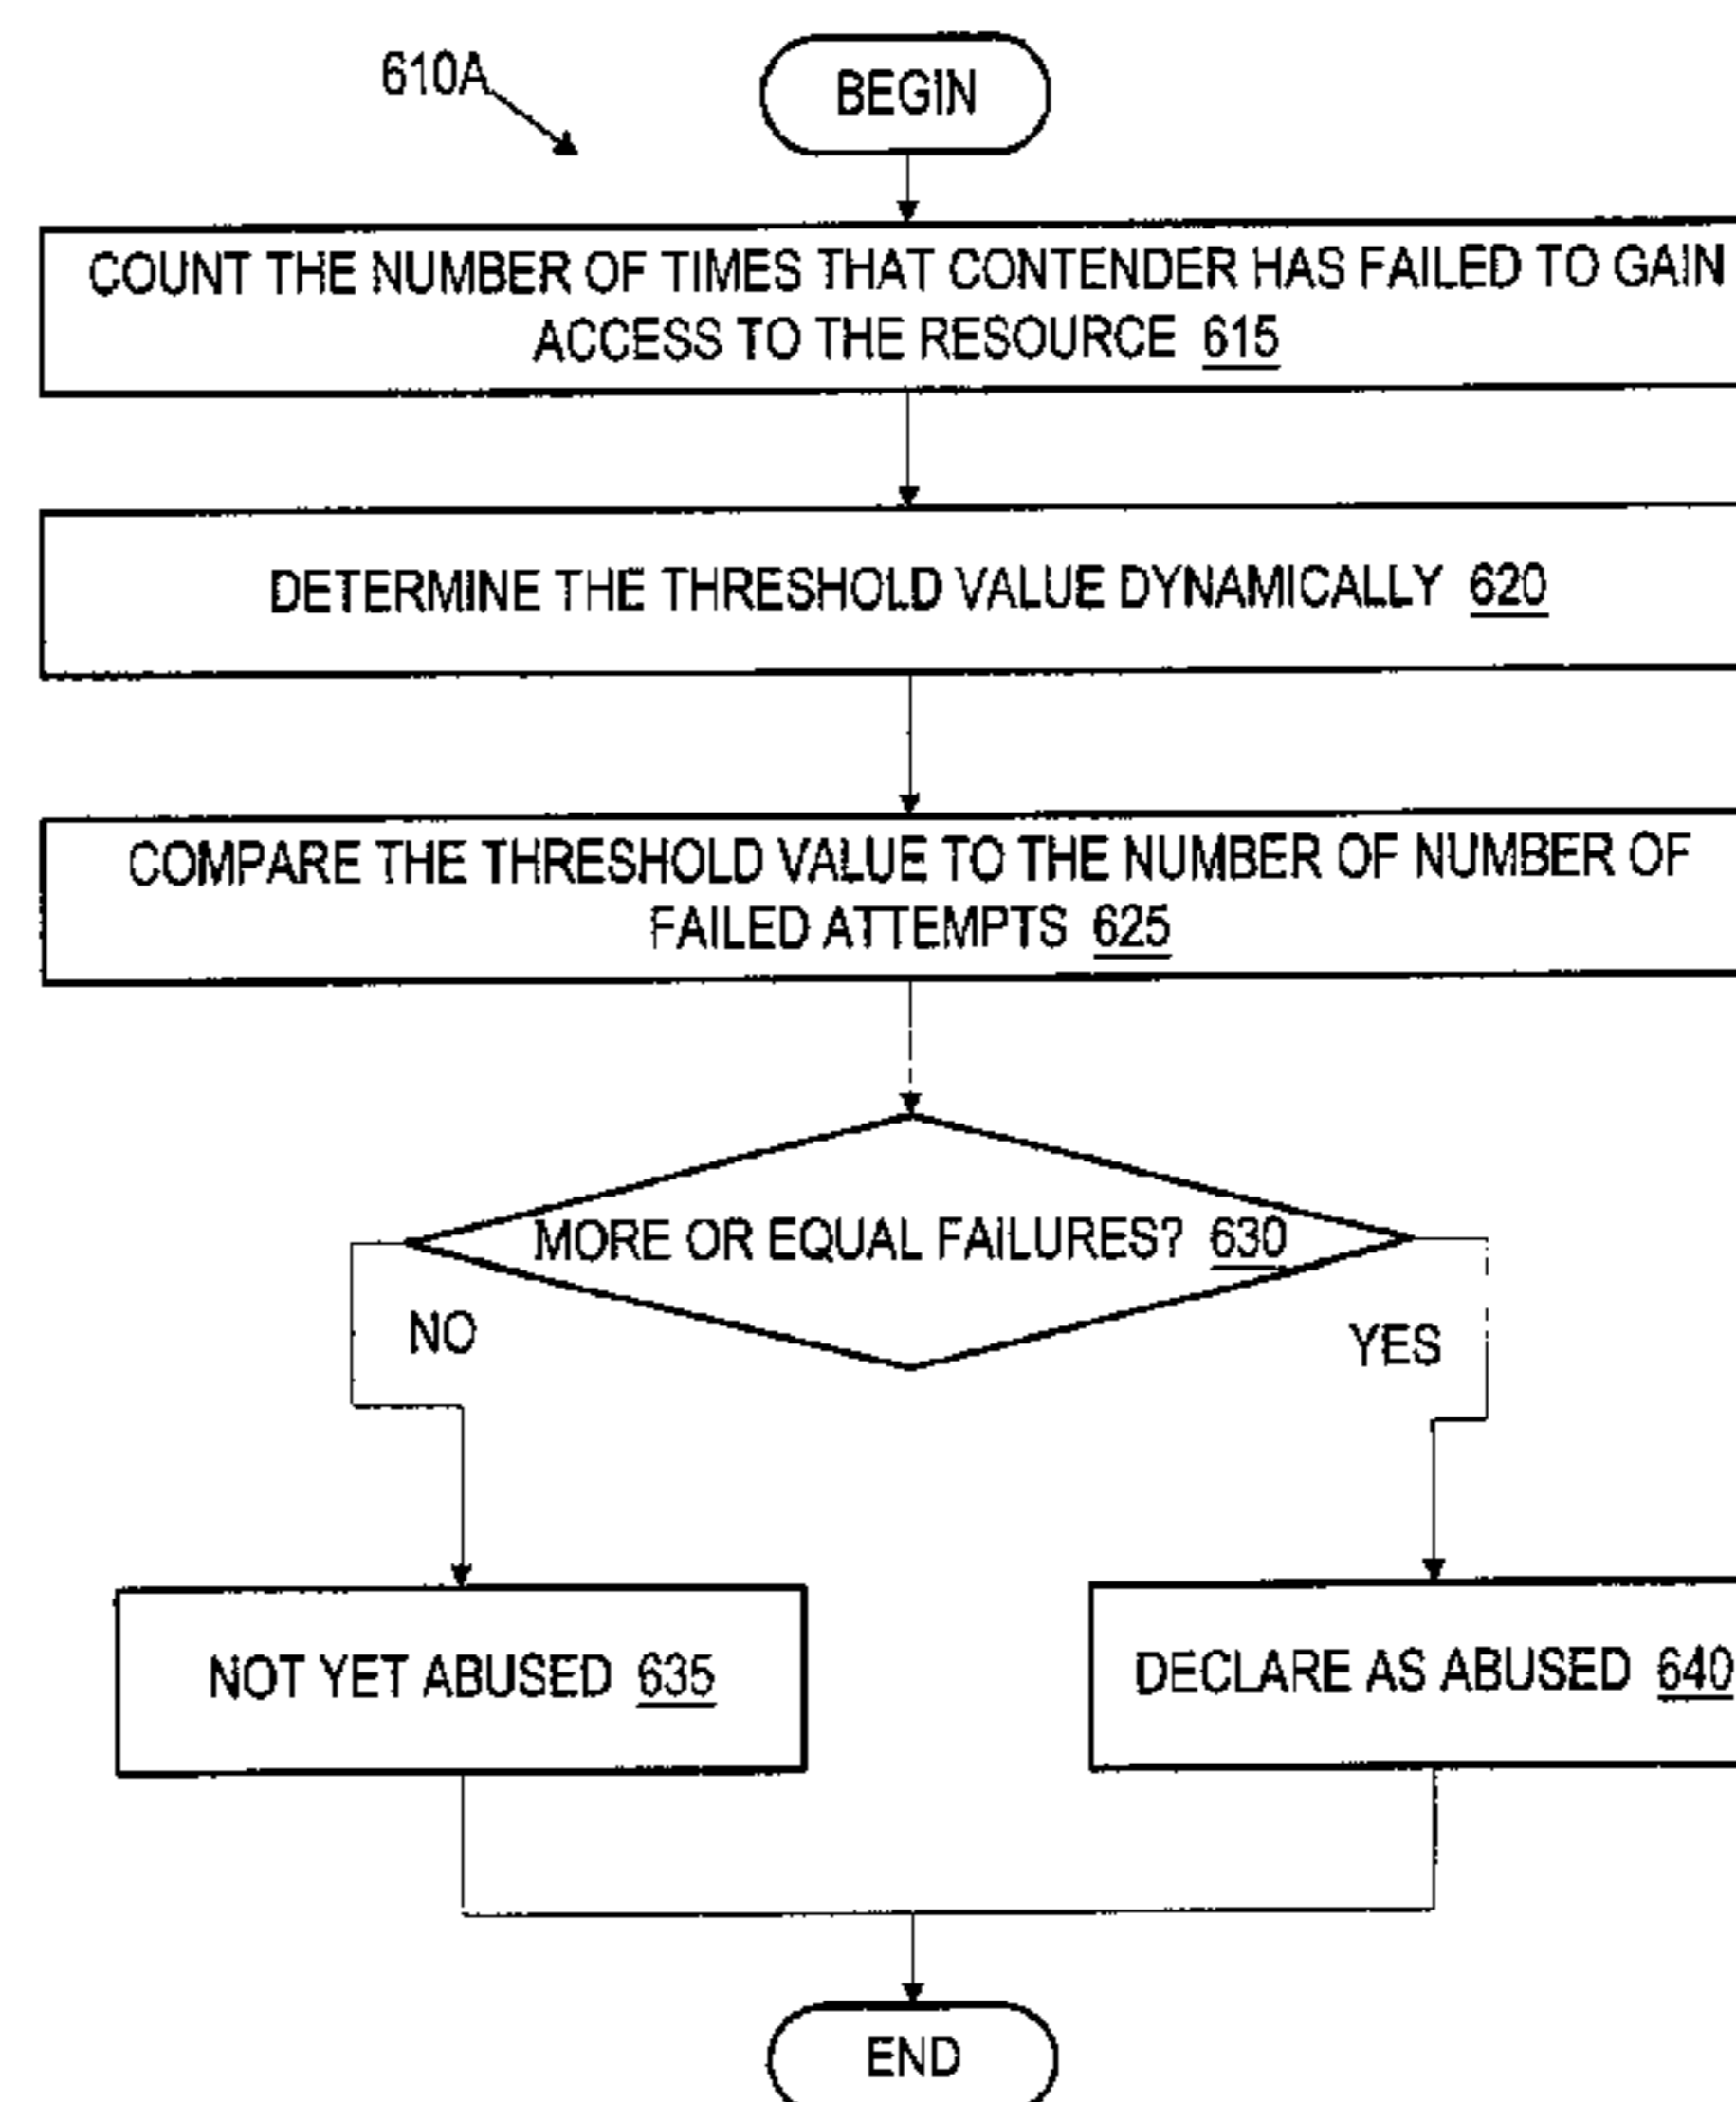 610A
BEGIN
COUNT THE NUMBER OF TIMES THAT CONTENDER HAS FAILED TO GAIN
ACCESS TO THE RESOURCE 615
DETERMINE THE THRESHOLD VALUE DYNAMICALLY 620
COMPARE THE THRESHOLD VALUE TO THE NUMBER OF NUMBER OF
FAILED ATTEMPTS 625
MORE OR EQUAL FAILURES? 630
NO
YES
NOT YET ABUSED 635
DECLARE AS ABUSED 640
END